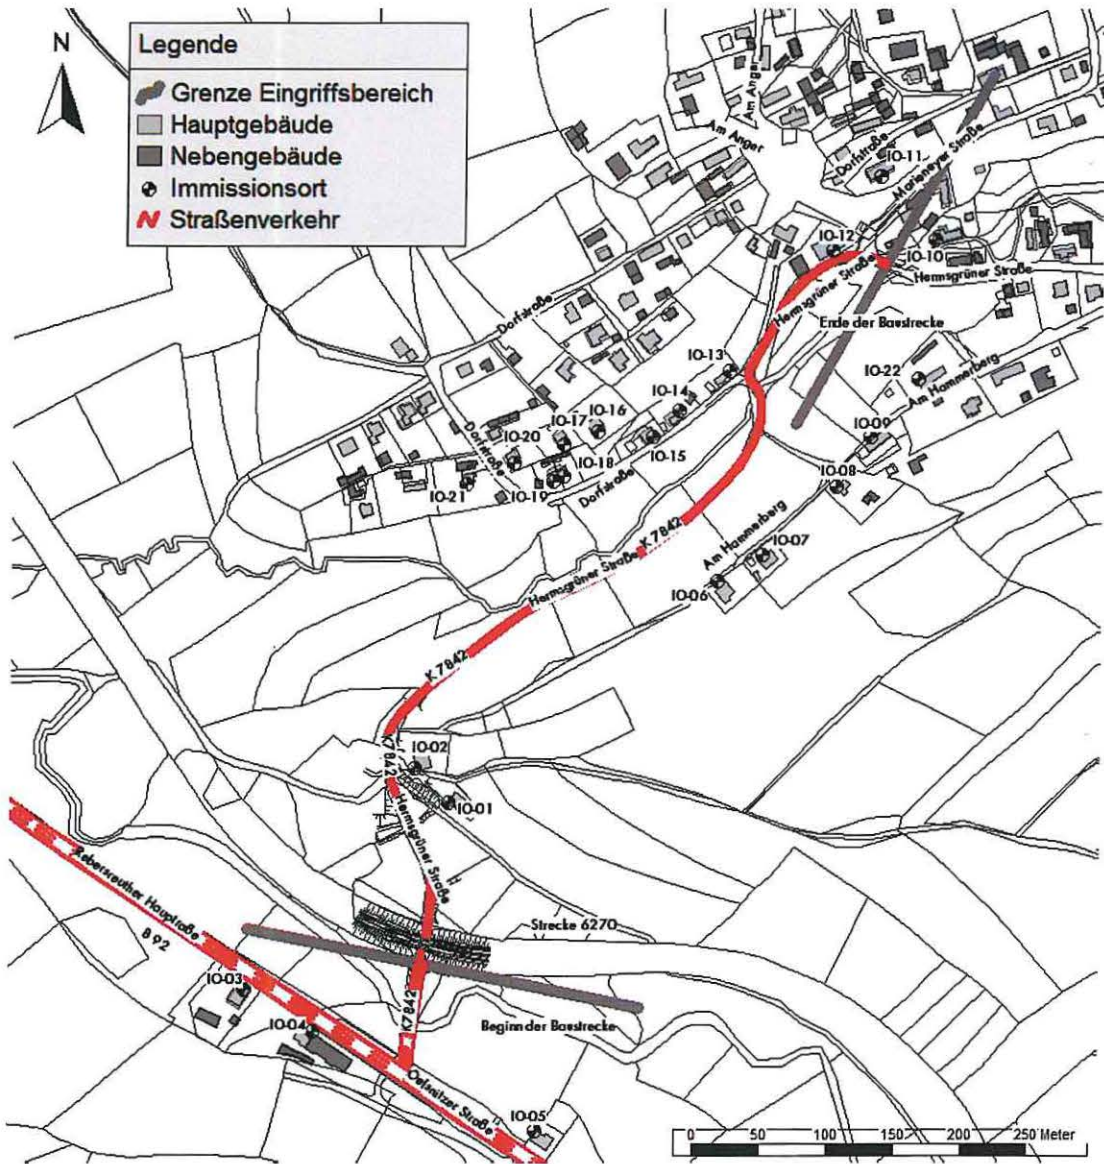 N
Legende
Grenze Eingriffsbereich
Hauptgebäude
Nebengebäude
Immissionsort
Straßenverkehr
Am Anger
Am Anger
Dorfstraße
IO-11
Marieneyer Straße
IO-12
IO-10
Hermsgrüner Straße
Hermsgrüner Straße
Ende der Baustrecke
Dorfstraße
IO-13
IO-22
Am Hammerberg
IO-14
IO-16
IO-17
IO-20
IO-09
Dorfstraße
IO-18
IO-15
IO-08
IO-21
IO-19
Dorfstraße
K 7842
Am Hammerberg
IO-07
Hermsgrüner Straße
IO-06
K 7842
K7842
IO-02
IO-01
Hermsgrüner Straße
Rebersreuther Hauptraße
B 92
Strecke 6270
IO-03
K7842
IO-04
Beginn der Baustrecke
Oelsnitzer Straße
IO-05
0 50 100 150 200 250 Meter